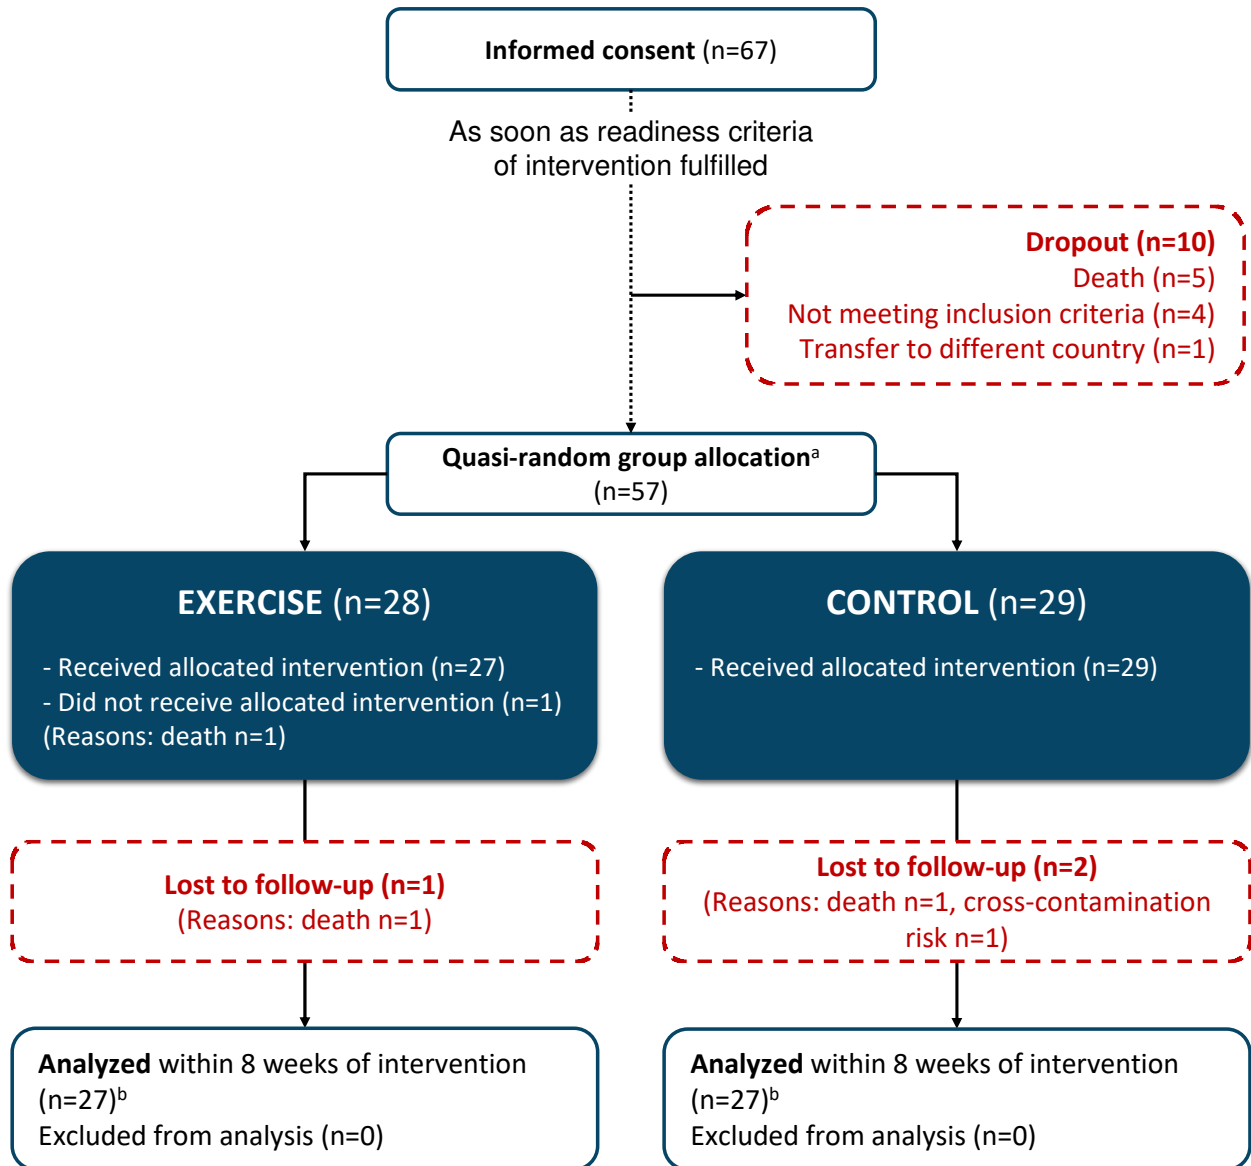 Informed consent (n=67)
As soon as readiness criteria
of intervention fulfilled
Dropout (n=10)
Death (n=5)
Not meeting inclusion criteria (n=4)
Transfer to different country (n=1)
Quasi-random group allocationᵃ
(n=57)
EXERCISE (n=28)
- Received allocated intervention (n=27)
- Did not receive allocated intervention (n=1)
(Reasons: death n=1)
CONTROL (n=29)
- Received allocated intervention (n=29)
Lost to follow-up (n=1)
(Reasons: death n=1)
Lost to follow-up (n=2)
(Reasons: death n=1, cross-contamination
risk n=1)
Analyzed within 8 weeks of intervention
(n=27)ᵇ
Excluded from analysis (n=0)
Analyzed within 8 weeks of intervention
(n=27)ᵇ
Excluded from analysis (n=0)